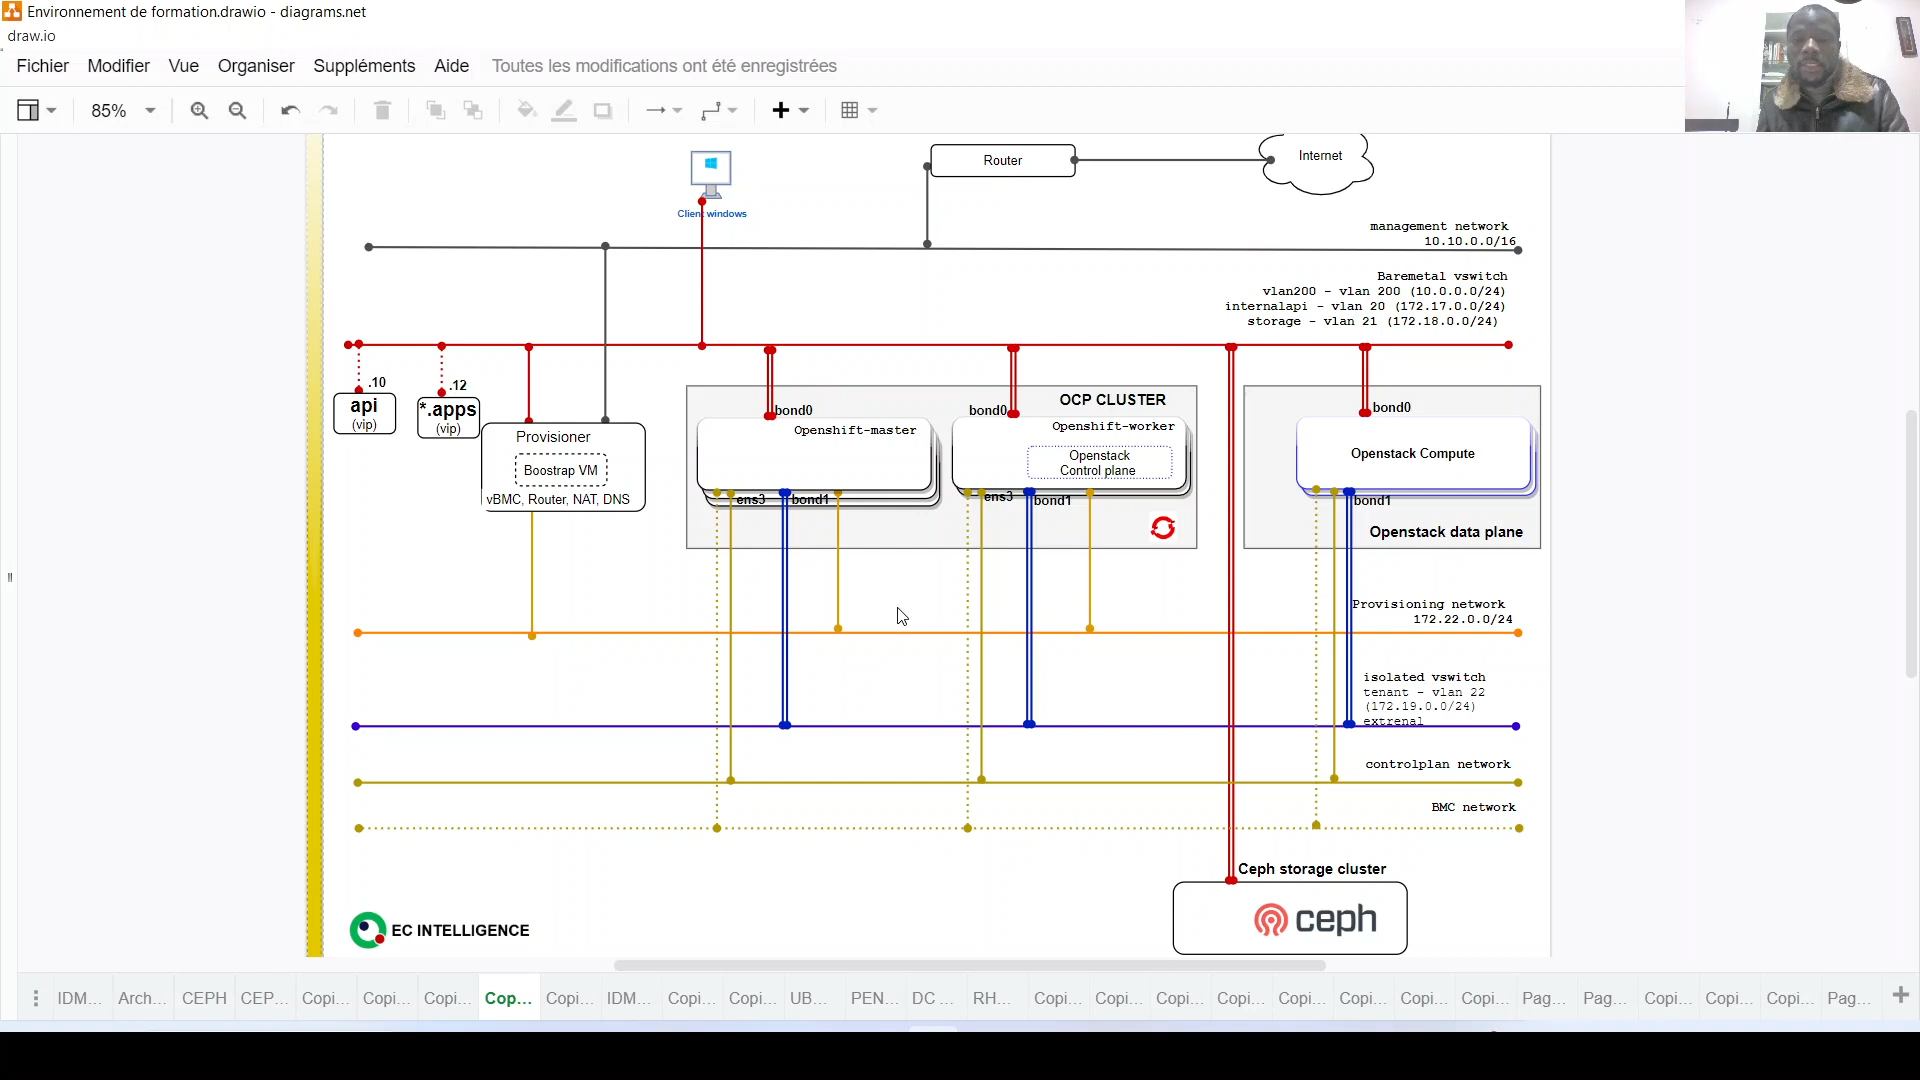 Environnement de formation.drawio - diagrams.net
draw.io
Fichier Modifier Vue Organiser Suppléments Aide Toutes les modifications ont été enregistrées
85%
Router
Internet
Client windows
management network
10.10.0.0/16
Baremetal vswitch
vlan200 - vlan 200 (10.0.0.0/24)
internalapi - vlan 20 (172.17.0.0/24)
storage - vlan 21 (172.18.0.0/24)
.10
api
(vip)
.12
*.apps
(vip)
Provisioner
Boostrap VM
vBMC, Router, NAT, DNS
OCP CLUSTER
bond0
Openshift-master
ens3
bond1
bond0
Openshift-worker
Openstack
Control plane
ens3
bond1
bond0
Openstack Compute
bond1
Openstack data plane
Provisioning network
172.22.0.0/24
isolated vswitch
tenant - vlan 22
(172.19.0.0/24)
extrenal
controlplan network
BMC network
Ceph storage cluster
ceph
EC INTELLIGENCE
IDM... Arch... CEPH CEP... Copi... Copi... Copi... Cop... Copi... IDM... Copi... Copi... UB... PEN... DC ... RH... Copi... Copi... Copi... Copi... Copi... Copi... Copi... Copi... Pag... Pag... Copi... Copi... Copi... Pag...